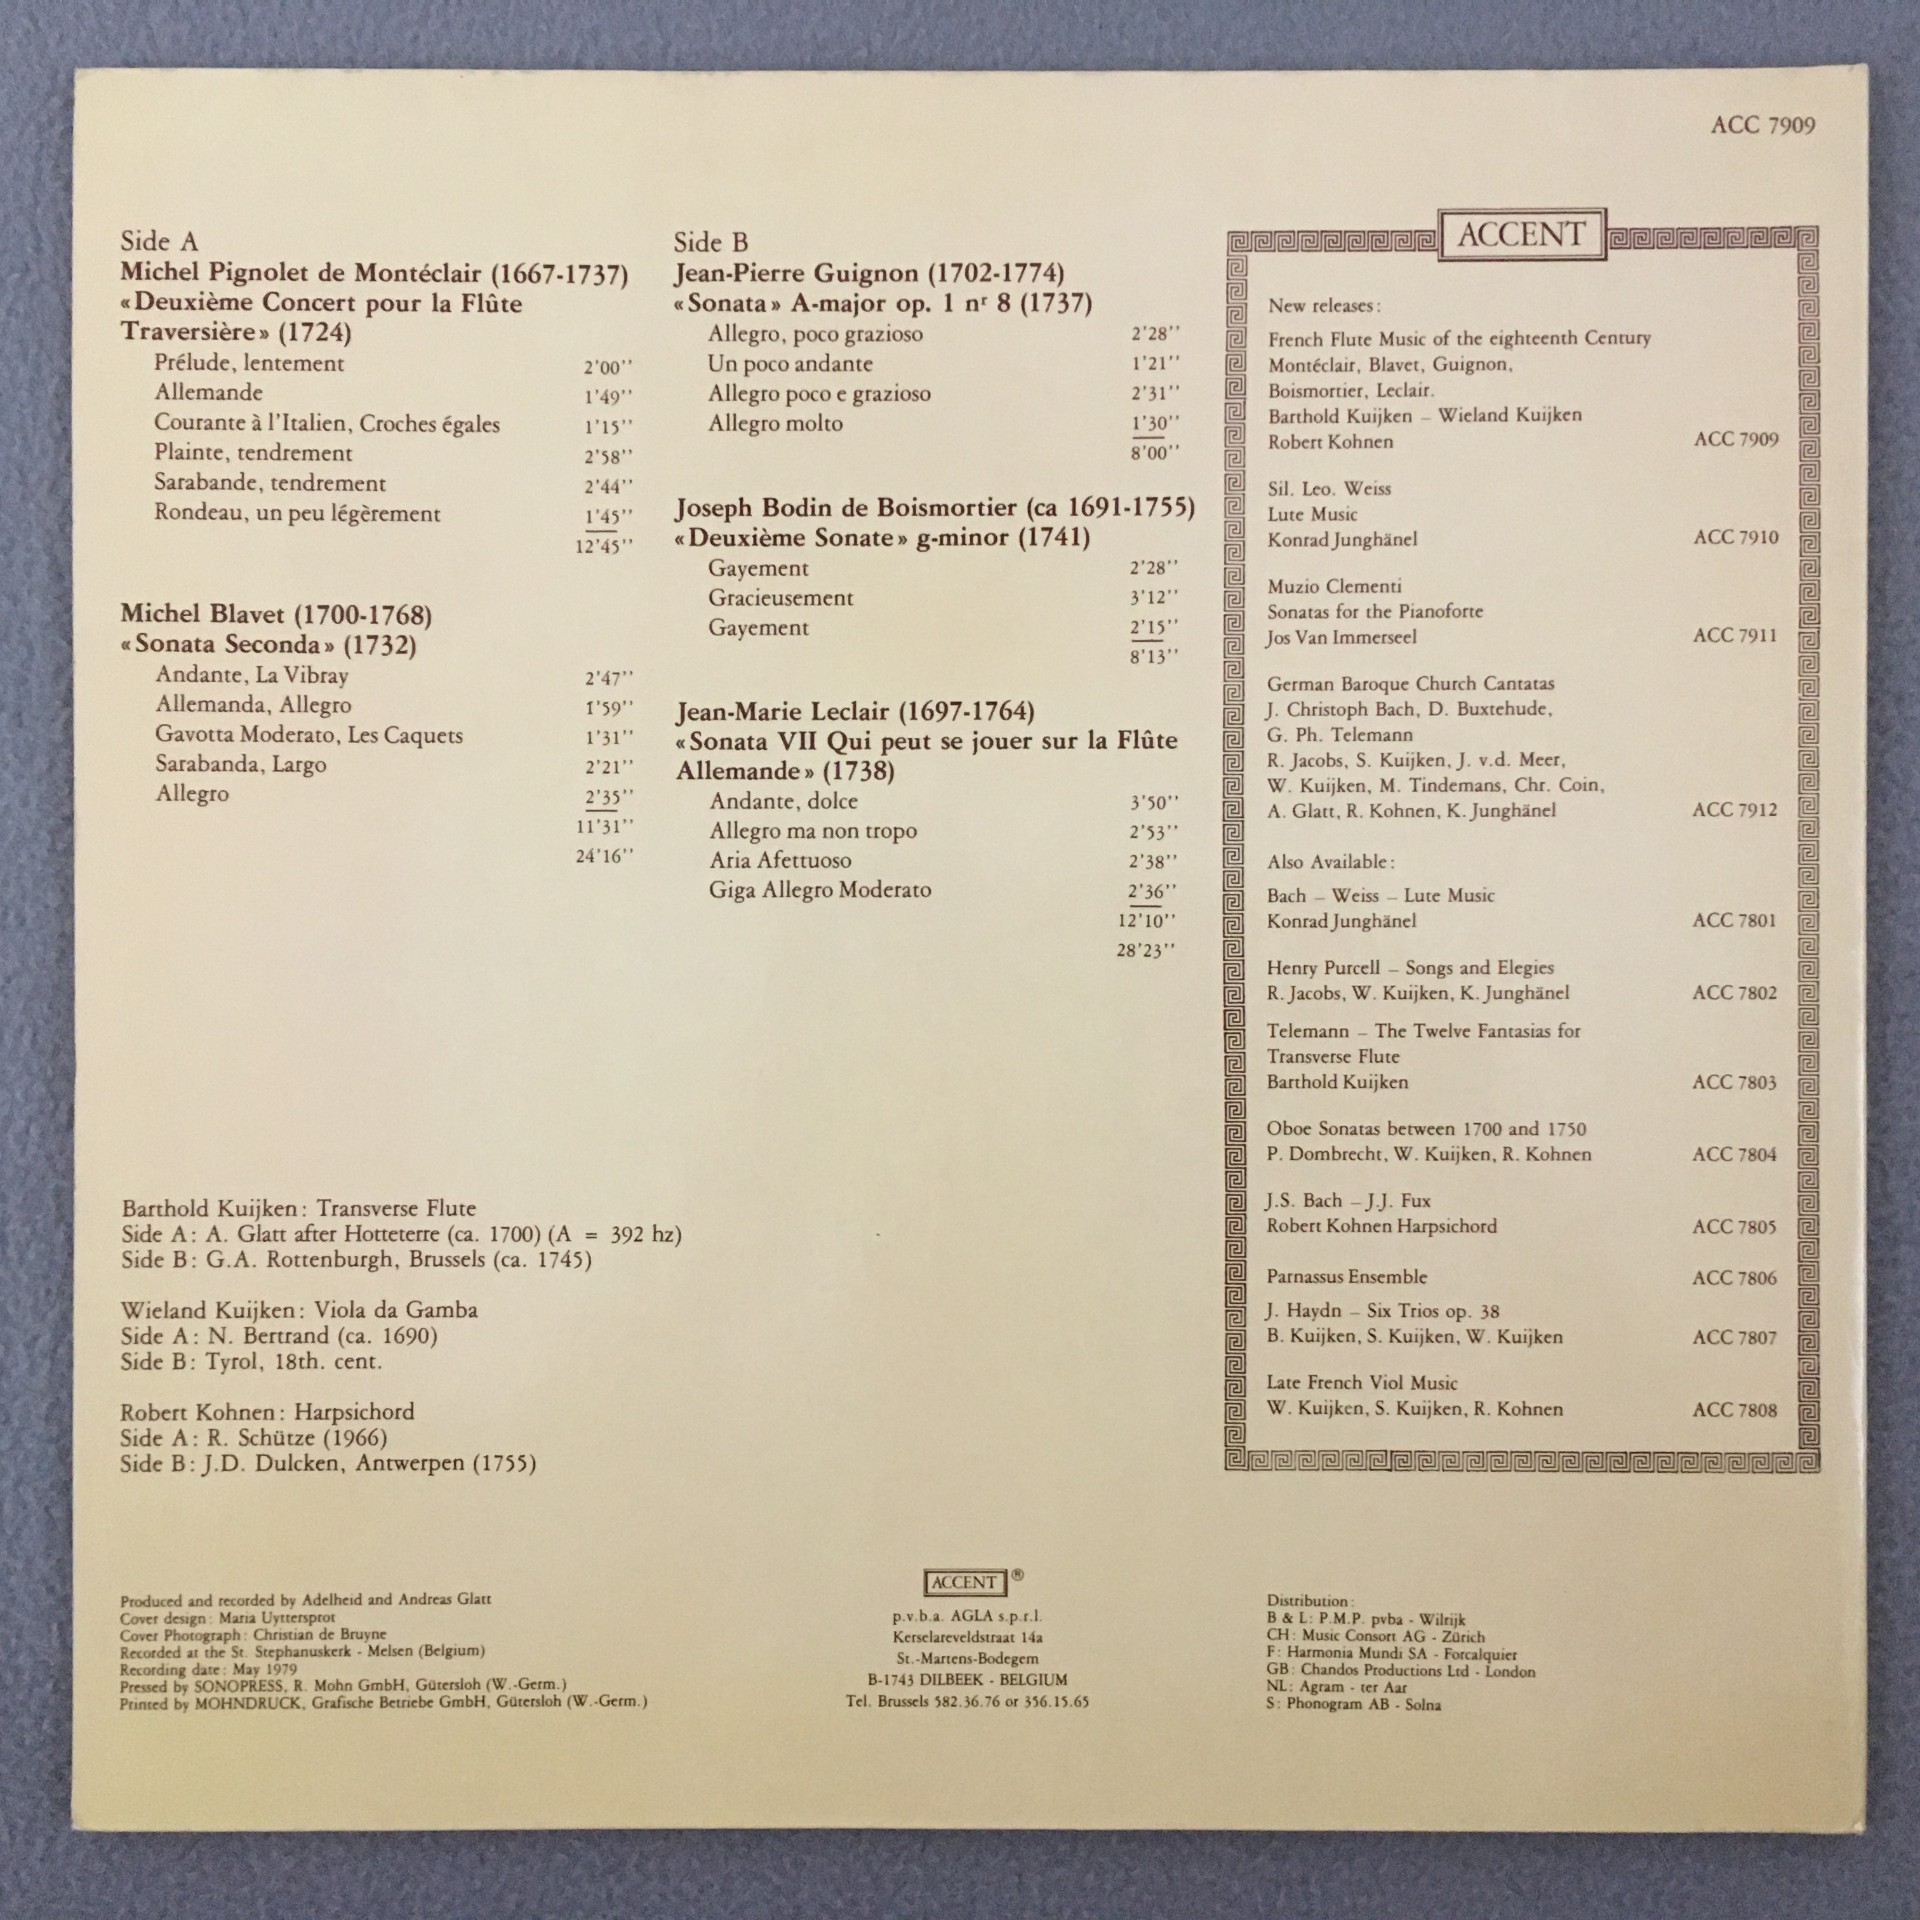 ACC 7909
Side A
Michel Pignolet de Montéclair (1667-1737)
«Deuxième Concert pour la Flûte
Traversière» (1724)
Prélude, lentement 2'00''
Allemande 1'49''
Courante à l'Italien, Croches égales 1'15''
Plainte, tendrement 2'58''
Sarabande, tendrement 2'44''
Rondeau, un peu légèrement 1'45''
12'45''
Michel Blavet (1700-1768)
«Sonata Seconda» (1732)
Andante, La Vibray 2'47''
Allemanda, Allegro 1'59''
Gavotta Moderato, Les Caquets 1'31''
Sarabanda, Largo 2'21''
Allegro 2'35''
11'31''
24'16''
Side B
Jean-Pierre Guignon (1702-1774)
«Sonata» A-major op. 1 nr 8 (1737)
Allegro, poco grazioso 2'28''
Un poco andante 1'21''
Allegro poco e grazioso 2'31''
Allegro molto 1'30''
8'00''
Joseph Bodin de Boismortier (ca 1691-1755)
«Deuxième Sonate» g-minor (1741)
Gayement 2'28''
Gracieusement 3'12''
Gayement 2'15''
8'13''
Jean-Marie Leclair (1697-1764)
«Sonata VII Qui peut se jouer sur la Flûte
Allemande» (1738)
Andante, dolce 3'50''
Allegro ma non tropo 2'53''
Aria Afettuoso 2'38''
Giga Allegro Moderato 2'36''
12'10''
28'23''
ACCENT
New releases:
French Flute Music of the eighteenth Century
Montéclair, Blavet, Guignon,
Boismortier, Leclair.
Barthold Kuijken – Wieland Kuijken
Robert Kohnen ACC 7909
Sil. Leo. Weiss
Lute Music
Konrad Junghänel ACC 7910
Muzio Clementi
Sonatas for the Pianoforte
Jos Van Immerseel ACC 7911
German Baroque Church Cantatas
J. Christoph Bach, D. Buxtehude,
G. Ph. Telemann
R. Jacobs, S. Kuijken, J. v.d. Meer,
W. Kuijken, M. Tindemans, Chr. Coin,
A. Glatt, R. Kohnen, K. Junghänel ACC 7912
Also Available:
Bach – Weiss – Lute Music
Konrad Junghänel ACC 7801
Henry Purcell – Songs and Elegies
R. Jacobs, W. Kuijken, K. Junghänel ACC 7802
Telemann – The Twelve Fantasias for
Transverse Flute
Barthold Kuijken ACC 7803
Oboe Sonatas between 1700 and 1750
P. Dombrecht, W. Kuijken, R. Kohnen ACC 7804
J.S. Bach – J.J. Fux
Robert Kohnen Harpsichord ACC 7805
Parnassus Ensemble ACC 7806
J. Haydn – Six Trios op. 38
B. Kuijken, S. Kuijken, W. Kuijken ACC 7807
Late French Viol Music
W. Kuijken, S. Kuijken, R. Kohnen ACC 7808
Barthold Kuijken: Transverse Flute
Side A: A. Glatt after Hotteterre (ca. 1700) (A = 392 hz)
Side B: G.A. Rottenburgh, Brussels (ca. 1745)
Wieland Kuijken: Viola da Gamba
Side A: N. Bertrand (ca. 1690)
Side B: Tyrol, 18th. cent.
Robert Kohnen: Harpsichord
Side A: R. Schütze (1966)
Side B: J.D. Dulcken, Antwerpen (1755)
Produced and recorded by Adelheid and Andreas Glatt
Cover design: Maria Uyttersprot
Cover Photograph: Christian de Bruyne
Recorded at the St. Stephanuskerk - Melsen (Belgium)
Recording date: May 1979
Pressed by SONOPRESS, R. Mohn GmbH, Gütersloh (W.-Germ.)
Printed by MOHNDRUCK, Grafische Betriebe GmbH, Gütersloh (W.-Germ.)
ACCENT ®
p.v.b.a. AGLA s.p.r.l.
Kerselareveldstraat 14a
St.-Martens-Bodegem
B-1743 DILBEEK - BELGIUM
Tel. Brussels 582.36.76 or 356.15.65
Distribution:
B & L: P.M.P. pvba - Wilrijk
CH: Music Consort AG - Zürich
F: Harmonia Mundi SA - Forcalquier
GB: Chandos Productions Ltd - London
NL: Agram - ter Aar
S: Phonogram AB - Solna